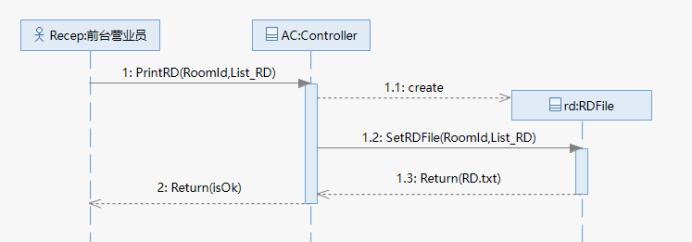 Recep:前台营业员
AC:Controller
1: PrintRD(RoomId,List_RD)
1.1: create
rd:RDFile
1.2: SetRDFile(RoomId,List_RD)
1.3: Return(RD.txt)
2: Return(isOk)